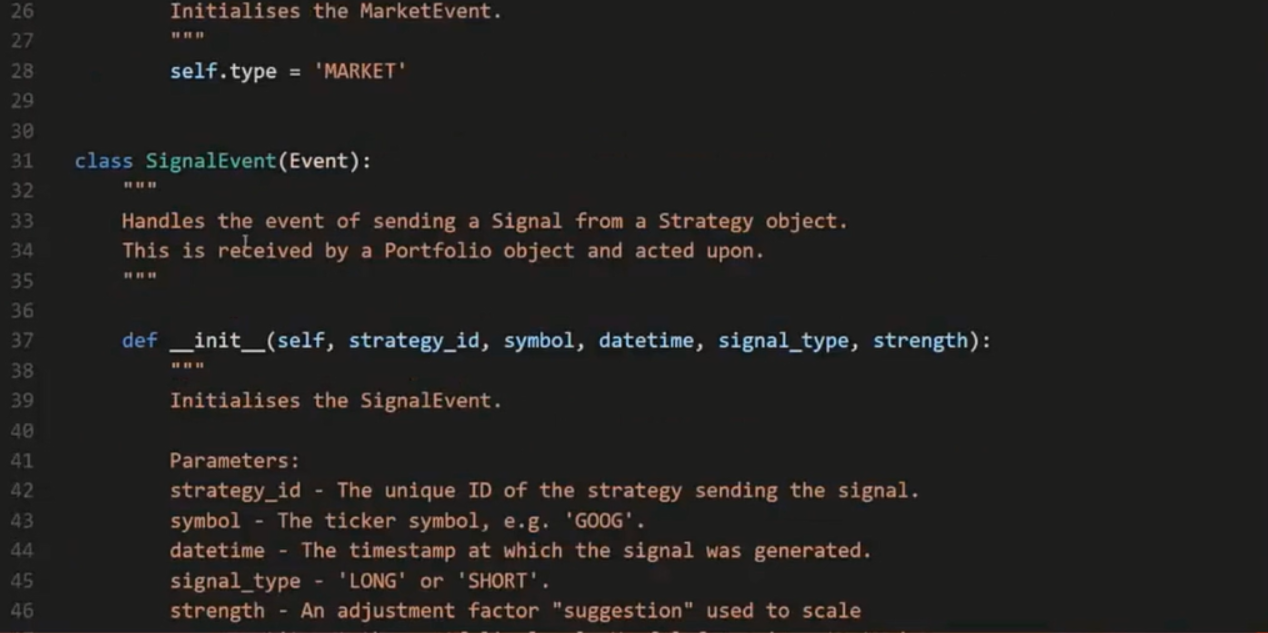 26 Initialises the MarketEvent.
27 """
28 self.type = 'MARKET'
29
30
31 class SignalEvent(Event):
32 """
33 Handles the event of sending a Signal from a Strategy object.
34 This is received by a Portfolio object and acted upon.
35 """
36
37 def __init__(self, strategy_id, symbol, datetime, signal_type, strength):
38 """
39 Initialises the SignalEvent.
40
41 Parameters:
42 strategy_id - The unique ID of the strategy sending the signal.
43 symbol - The ticker symbol, e.g. 'GOOG'.
44 datetime - The timestamp at which the signal was generated.
45 signal_type - 'LONG' or 'SHORT'.
46 strength - An adjustment factor "suggestion" used to scale